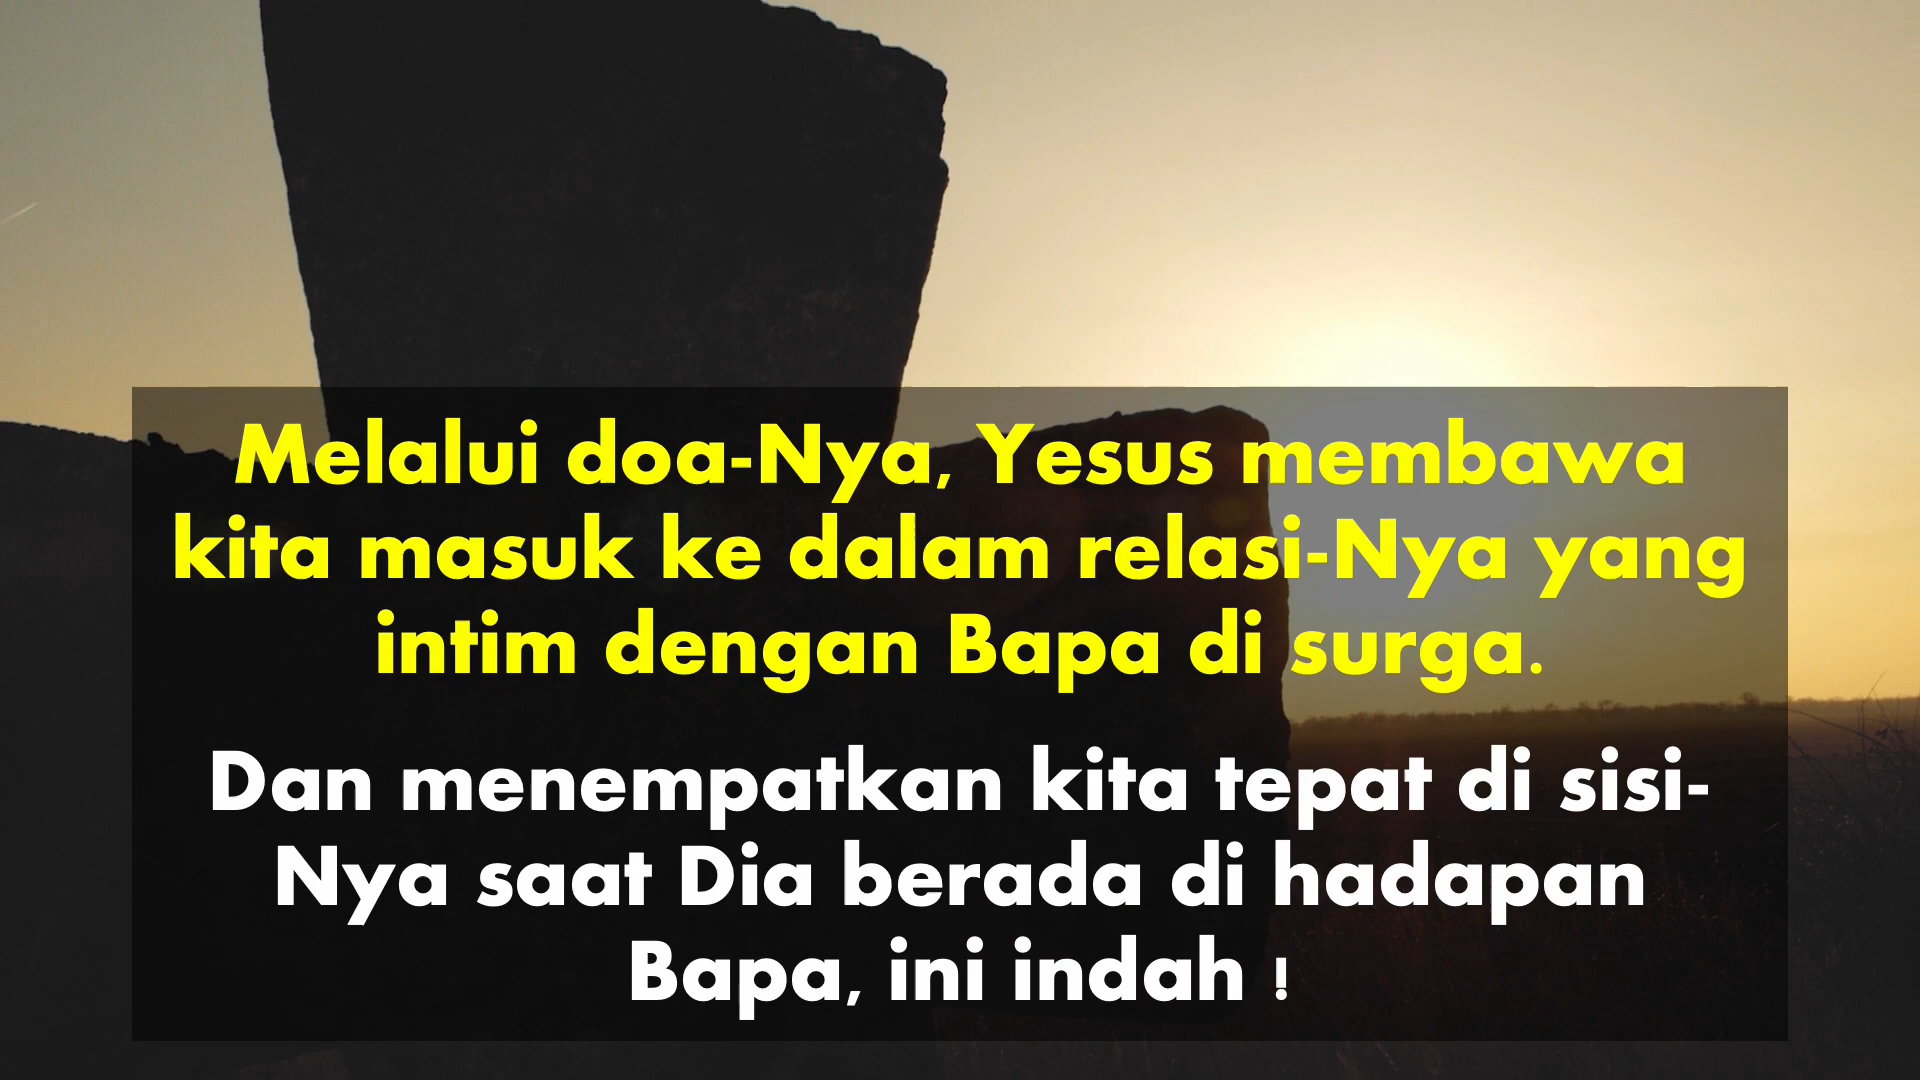 Melalui doa-Nya, Yesus membawa
kita masuk ke dalam relasi-Nya yang
intim dengan Bapa di surga.
Dan menempatkan kita tepat di sisi-
Nya saat Dia berada di hadapan
Bapa, ini indah !